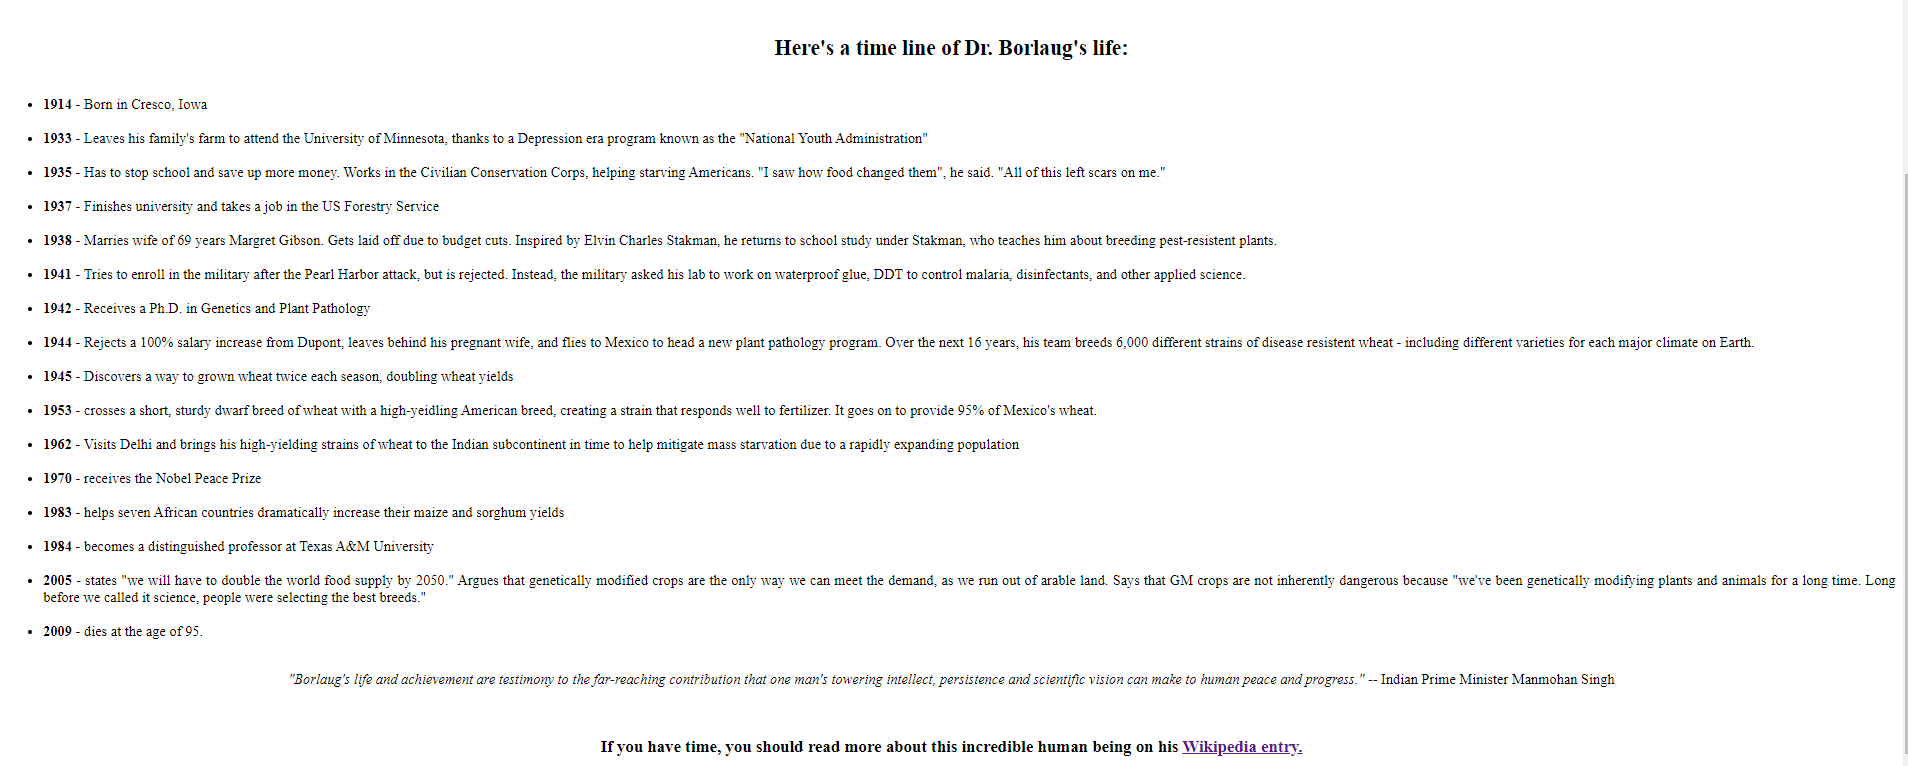 Here's a time line of Dr. Borlaug's life:
• 1914 - Born in Cresco, Iowa
• 1933 - Leaves his family's farm to attend the University of Minnesota, thanks to a Depression era program known as the "National Youth Administration"
• 1935 - Has to stop school and save up more money. Works in the Civilian Conservation Corps, helping starving Americans. "I saw how food changed them", he said. "All of this left scars on me."
• 1937 - Finishes university and takes a job in the US Forestry Service
• 1938 - Marries wife of 69 years Margret Gibson. Gets laid off due to budget cuts. Inspired by Elvin Charles Stakman, he returns to school study under Stakman, who teaches him about breeding pest-resistent plants.
• 1941 - Tries to enroll in the military after the Pearl Harbor attack, but is rejected. Instead, the military asked his lab to work on waterproof glue, DDT to control malaria, disinfectants, and other applied science.
• 1942 - Receives a Ph.D. in Genetics and Plant Pathology
• 1944 - Rejects a 100% salary increase from Dupont, leaves behind his pregnant wife, and flies to Mexico to head a new plant pathology program. Over the next 16 years, his team breeds 6,000 different strains of disease resistent wheat - including different varieties for each major climate on Earth.
• 1945 - Discovers a way to grown wheat twice each season, doubling wheat yields
• 1953 - crosses a short, sturdy dwarf breed of wheat with a high-yeidling American breed, creating a strain that responds well to fertilizer. It goes on to provide 95% of Mexico's wheat.
• 1962 - Visits Delhi and brings his high-yielding strains of wheat to the Indian subcontinent in time to help mitigate mass starvation due to a rapidly expanding population
• 1970 - receives the Nobel Peace Prize
• 1983 - helps seven African countries dramatically increase their maize and sorghum yields
• 1984 - becomes a distinguished professor at Texas A&M University
• 2005 - states "we will have to double the world food supply by 2050." Argues that genetically modified crops are the only way we can meet the demand, as we run out of arable land. Says that GM crops are not inherently dangerous because "we've been genetically modifying plants and animals for a long time. Long
before we called it science, people were selecting the best breeds."
• 2009 - dies at the age of 95.
"Borlaug's life and achievement are testimony to the far-reaching contribution that one man's towering intellect, persistence and scientific vision can make to human peace and progress." -- Indian Prime Minister Manmohan Singh
If you have time, you should read more about this incredible human being on his Wikipedia entry.